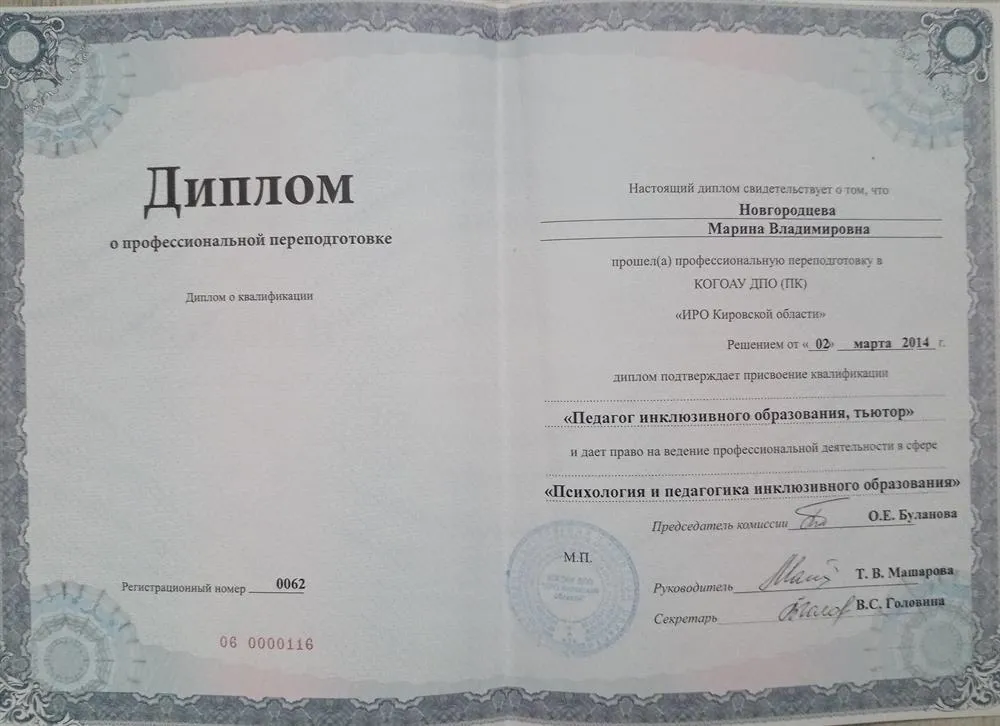 Диплом
о профессиональной переподготовке
Диплом о квалификации
Регистрационный номер 0062
06 0000116
Настоящий диплом свидетельствует о том, что
Новгородцева
Марина Владимировна
прошел(а) профессиональную переподготовку в
КОГОАУ ДПО (ПК)
«ИРО Кировской области»
Решением от «02» марта 2014 г.
диплом подтверждает присвоение квалификации
«Педагог инклюзивного образования, тьютор»
и дает право на ведение профессиональной деятельности в сфере
«Психология и педагогика инклюзивного образования»
Председатель комиссии О.Е. Буланова
М.П.
Руководитель Т. В. Машарова
Секретарь В.С. Головина